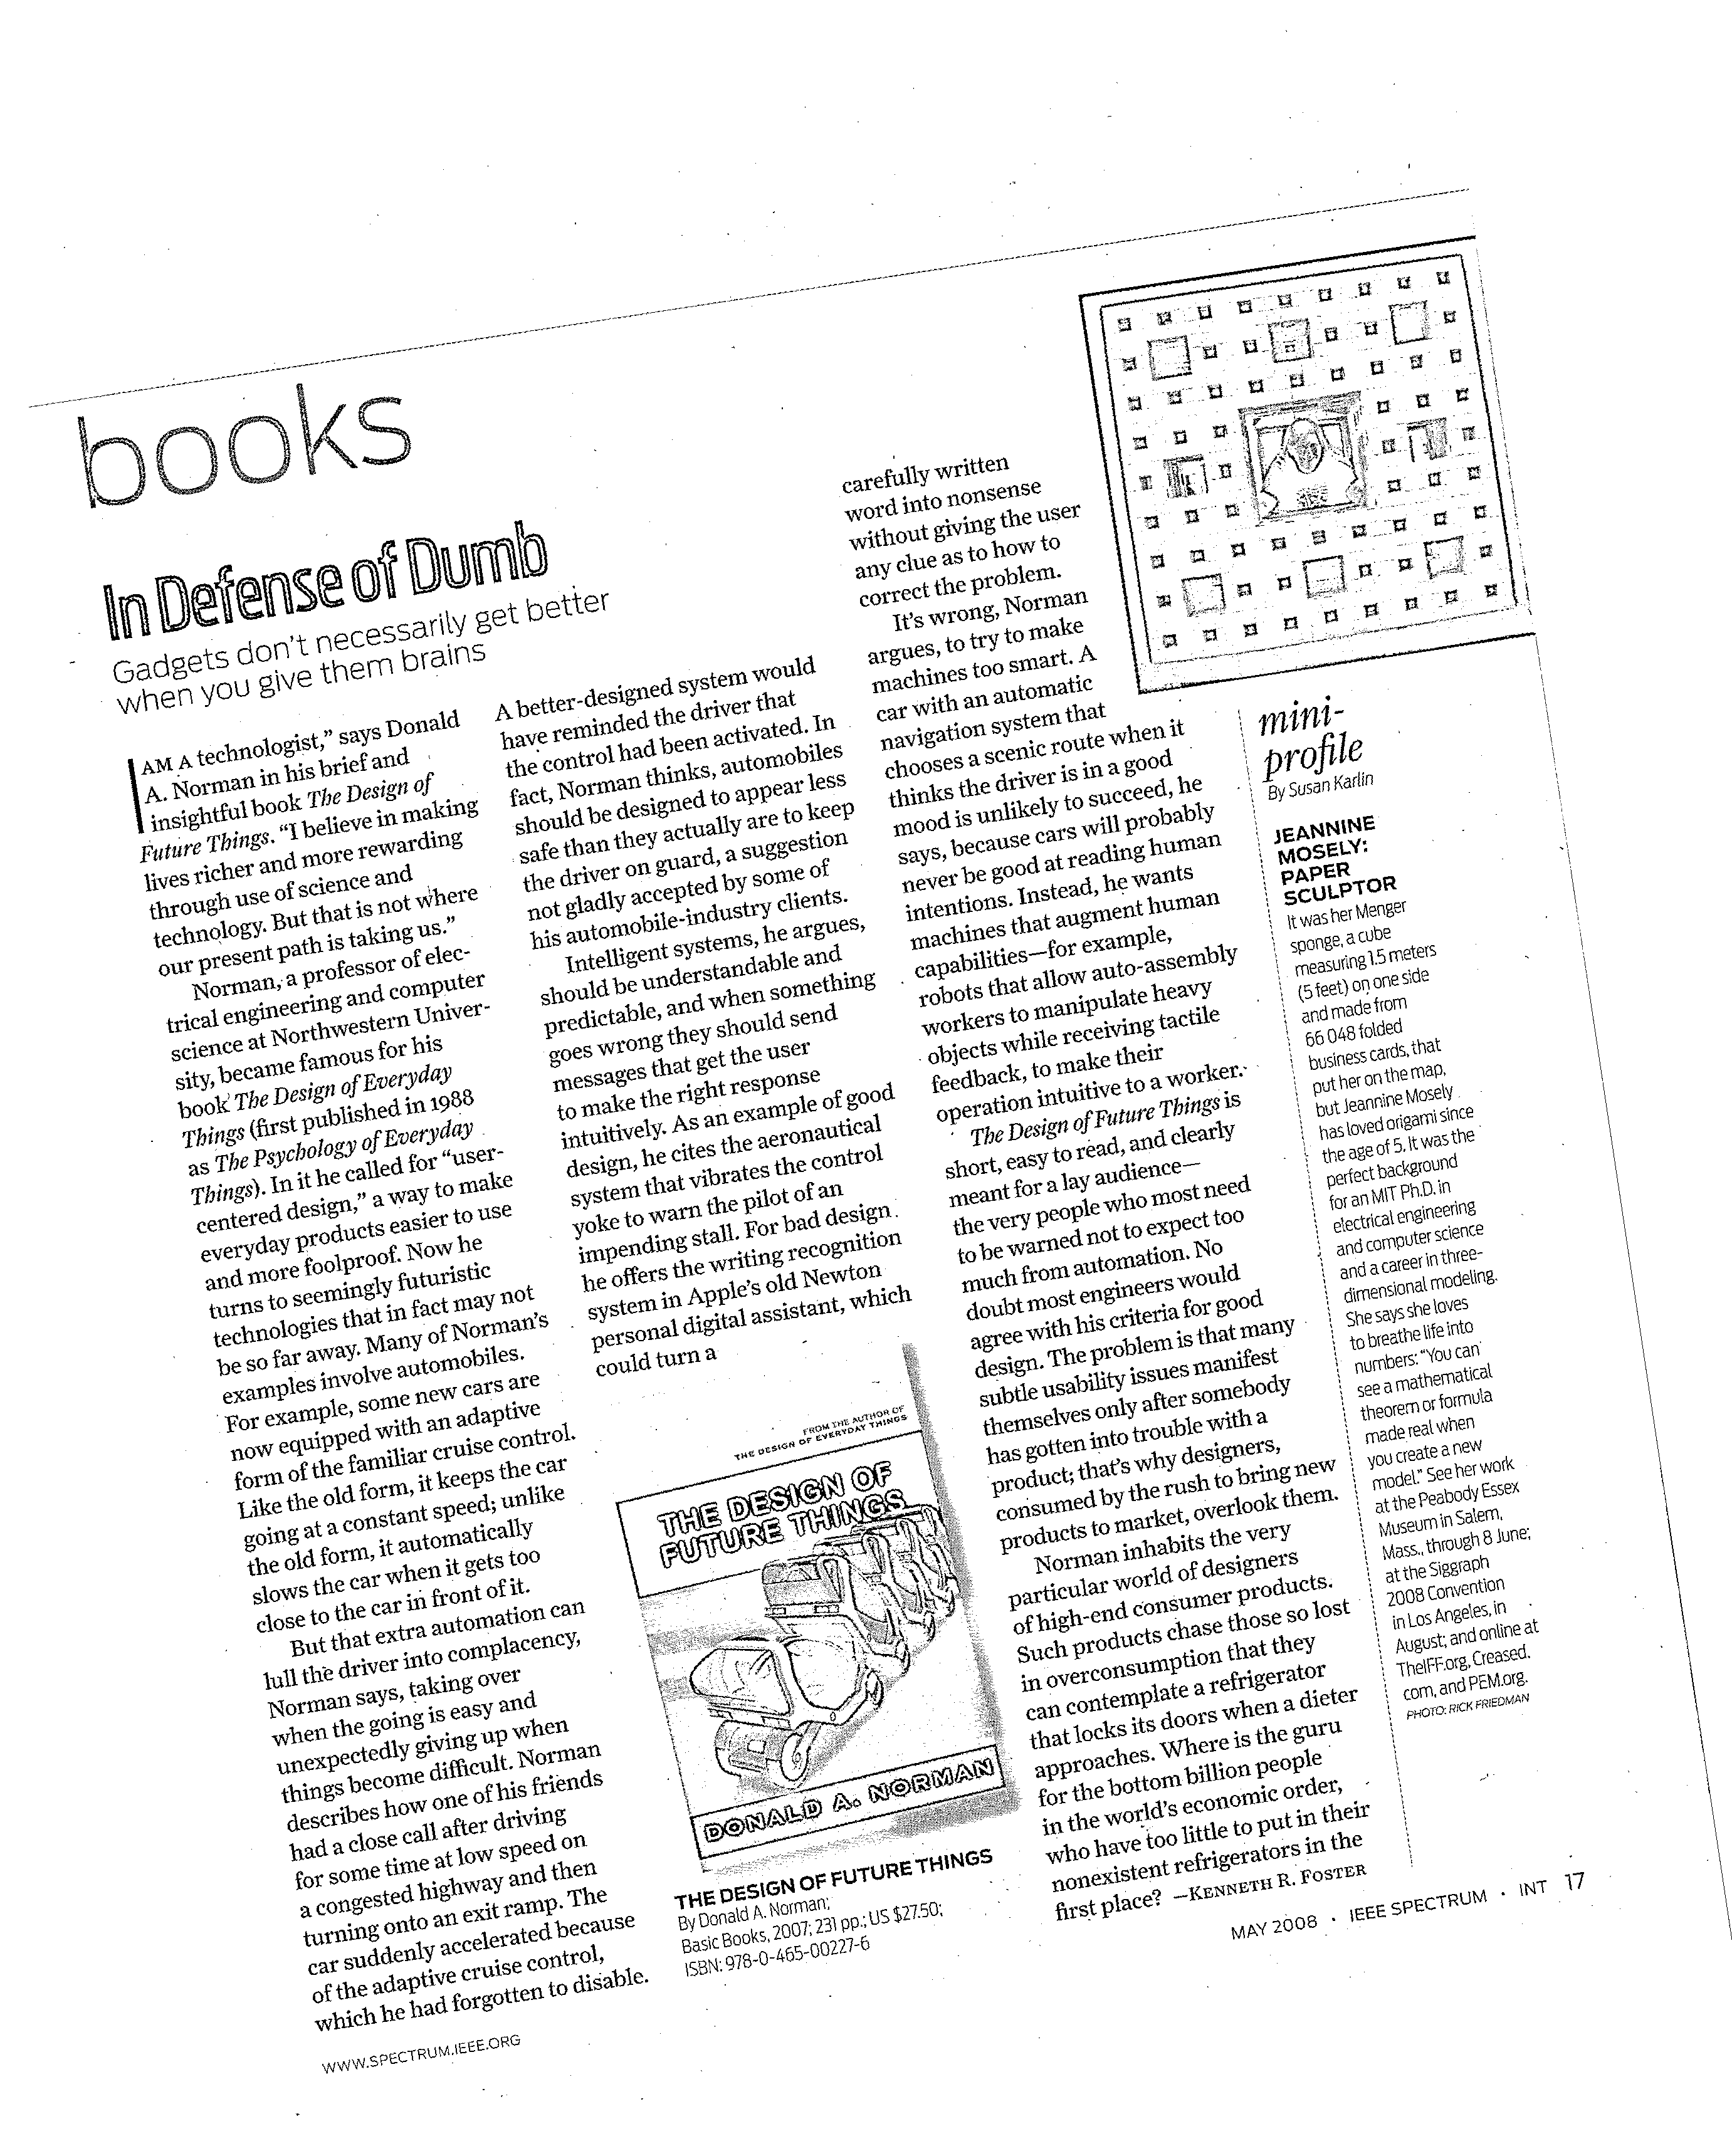 books
In Defense of Dumb
Gadgets don't necessarily get better
when you give them brains
I AM A technologist,” says Donald
A. Norman in his brief and
insightful book The Design of
Future Things. “I believe in making
lives richer and more rewarding
through use of science and
technology. But that is not where
our present path is taking us.”
Norman, a professor of elec-
trical engineering and computer
science at Northwestern Univer-
sity, became famous for his
book The Design of Everyday
Things (first published in 1988
as The Psychology of Everyday
Things). In it he called for “user-
centered design,” a way to make
everyday products easier to use
and more foolproof. Now he
turns to seemingly futuristic
technologies that in fact may not
be so far away. Many of Norman's
examples involve automobiles.
For example, some new cars are
now equipped with an adaptive
form of the familiar cruise control.
Like the old form, it keeps the car
going at a constant speed; unlike
the old form, it automatically
slows the car when it gets too
close to the car in front of it.
But that extra automation can
lull the driver into complacency,
Norman says, taking over
when the going is easy and
unexpectedly giving up when
things become difficult. Norman
describes how one of his friends
had a close call after driving
for some time at low speed on
a congested highway and then
turning onto an exit ramp. The
car suddenly accelerated because
of the adaptive cruise control,
which he had forgotten to disable.
A better-designed system would
have reminded the driver that
the control had been activated. In
fact, Norman thinks, automobiles
should be designed to appear less
safe than they actually are to keep
the driver on guard, a suggestion
not gladly accepted by some of
his automobile-industry clients.
Intelligent systems, he argues,
should be understandable and
predictable, and when something
goes wrong they should send
messages that get the user
to make the right response
intuitively. As an example of good
design, he cites the aeronautical
system that vibrates the control
yoke to warn the pilot of an
impending stall. For bad design
he offers the writing recognition
system in Apple's old Newton
personal digital assistant, which
could turn a
FROM THE AUTHOR OF
THE DESIGN OF EVERYDAY THINGS
THE DESIGN OF
FUTURE THINGS
DONALD A. NORMAN
THE DESIGN OF FUTURE THINGS
By Donald A. Norman;
Basic Books, 2007; 231 pp.; US $27.50;
ISBN: 978-0-465-00227-6
carefully written
word into nonsense
without giving the user
any clue as to how to
correct the problem.
It's wrong, Norman
argues, to try to make
machines too smart. A
car with an automatic
navigation system that
chooses a scenic route when it
thinks the driver is in a good
mood is unlikely to succeed, he
says, because cars will probably
never be good at reading human
intentions. Instead, he wants
machines that augment human
capabilities—for example,
robots that allow auto-assembly
workers to manipulate heavy
objects while receiving tactile
feedback, to make their
operation intuitive to a worker.
The Design of Future Things is
short, easy to read, and clearly
meant for a lay audience—
the very people who most need
to be warned not to expect too
much from automation. No
doubt most engineers would
agree with his criteria for good
design. The problem is that many
subtle usability issues manifest
themselves only after somebody
has gotten into trouble with a
product; that's why designers,
consumed by the rush to bring new
products to market, overlook them.
Norman inhabits the very
particular world of designers
of high-end consumer products.
Such products chase those so lost
in overconsumption that they
can contemplate a refrigerator
that locks its doors when a dieter
approaches. Where is the guru
for the bottom billion people
in the world's economic order,
who have too little to put in their
nonexistent refrigerators in the
first place? —KENNETH R. FOSTER
mini-
profile
By Susan Karlin
JEANNINE
MOSELY:
PAPER
SCULPTOR
It was her Menger
sponge, a cube
measuring 1.5 meters
(5 feet) on one side
and made from
66 048 folded
business cards, that
put her on the map,
but Jeannine Mosely
has loved origami since
the age of 5. It was the
perfect background
for an MIT Ph.D. in
electrical engineering
and computer science
and a career in three-
dimensional modeling.
She says she loves
to breathe life into
numbers: “You can
see a mathematical
theorem or formula
made real when
you create a new
model.” See her work
at the Peabody Essex
Museum in Salem,
Mass., through 8 June;
at the Siggraph
2008 Convention
in Los Angeles, in
August; and online at
TheIFF.org, Creased.
com, and PEM.org.
PHOTO: RICK FRIEDMAN
WWW.SPECTRUM.IEEE.ORG
MAY 2008 • IEEE SPECTRUM • INT 17